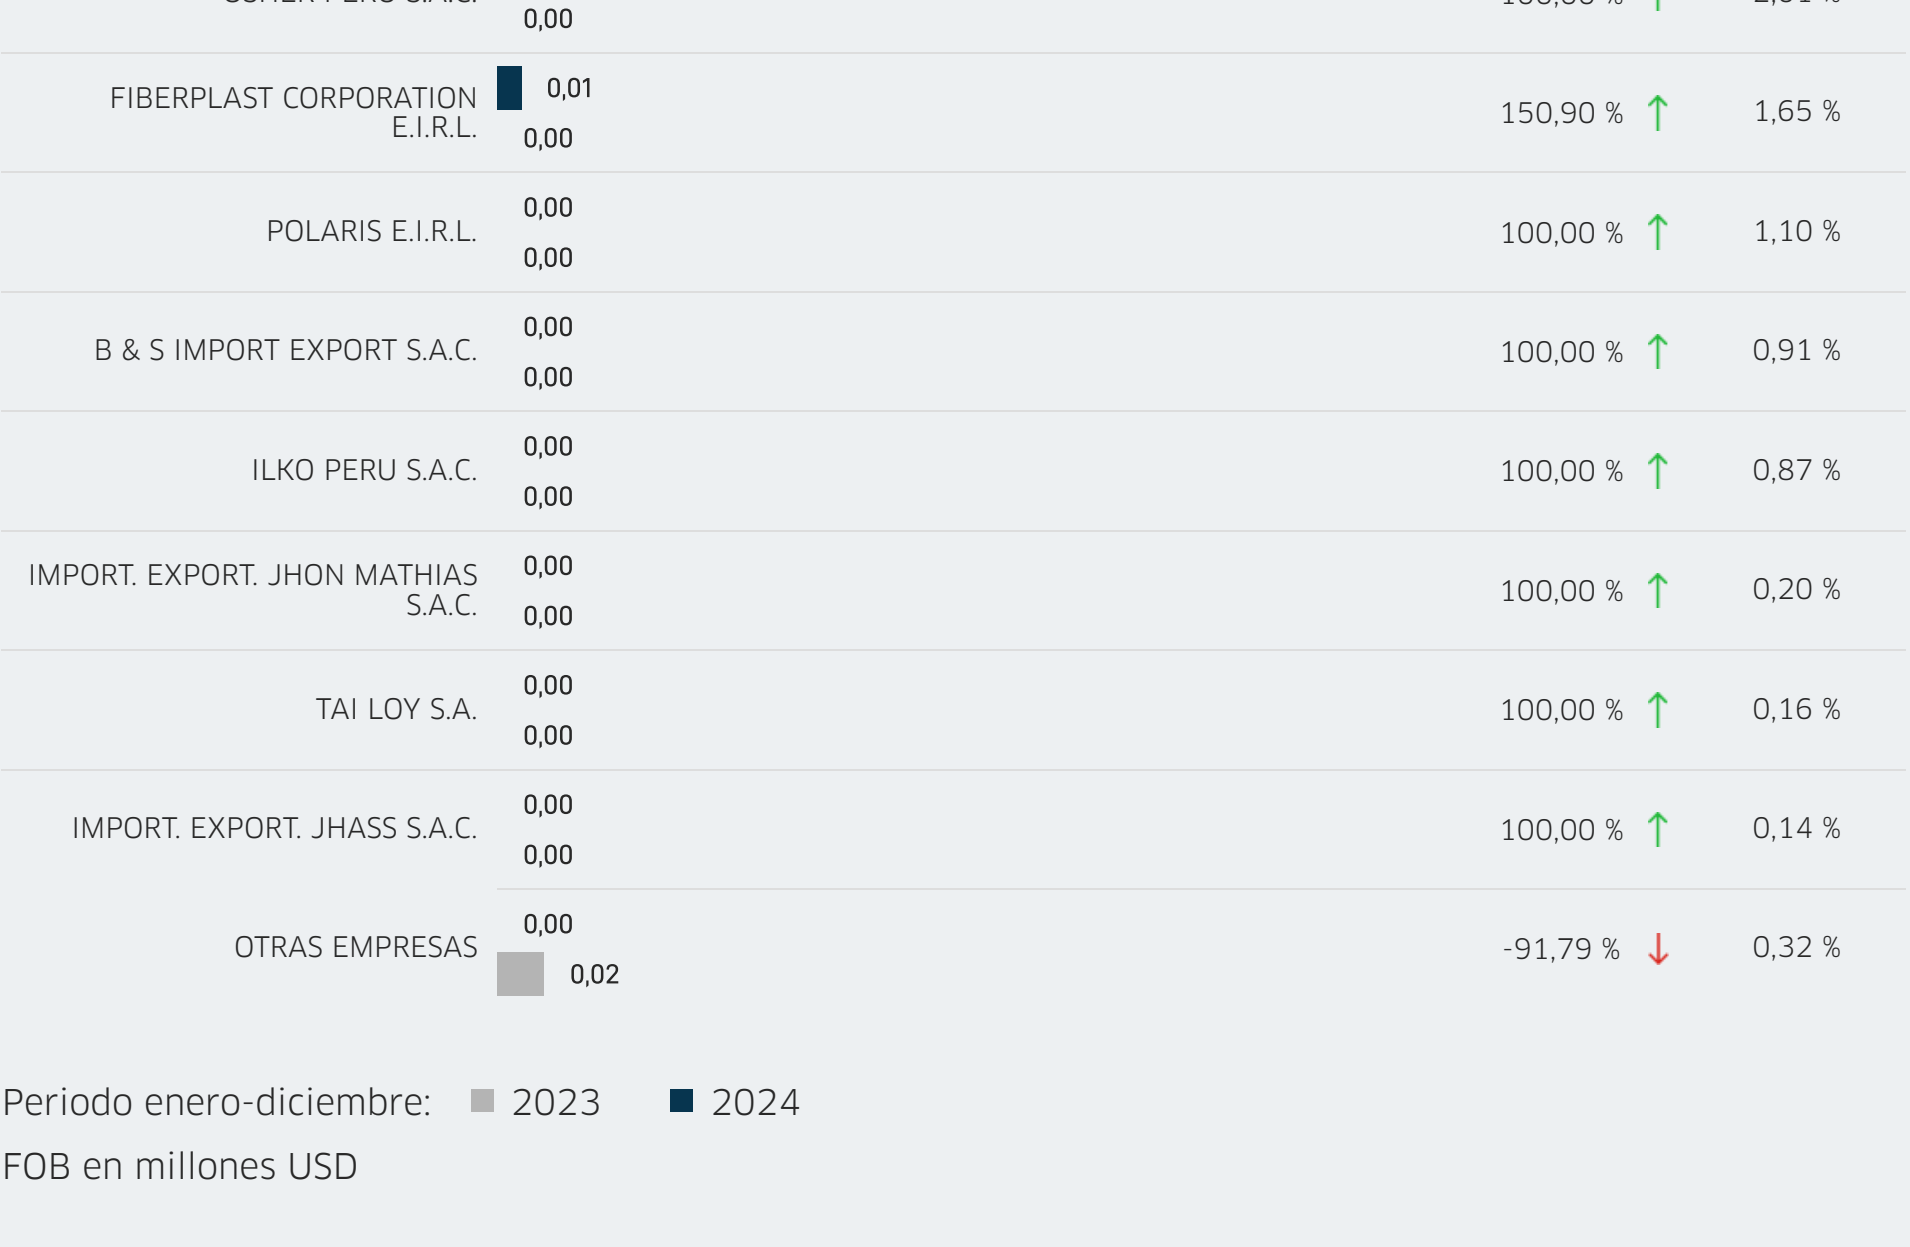 0,00
FIBERPLAST CORPORATION
E.I.R.L.
0,01
0,00
150,90 %
1,65 %
POLARIS E.I.R.L.
0,00
0,00
100,00 %
1,10 %
B & S IMPORT EXPORT S.A.C.
0,00
0,00
100,00 %
0,91 %
ILKO PERU S.A.C.
0,00
0,00
100,00 %
0,87 %
IMPORT. EXPORT. JHON MATHIAS
S.A.C.
0,00
0,00
100,00 %
0,20 %
TAI LOY S.A.
0,00
0,00
100,00 %
0,16 %
IMPORT. EXPORT. JHASS S.A.C.
0,00
0,00
100,00 %
0,14 %
OTRAS EMPRESAS
0,00
0,02
-91,79 %
0,32 %
Periodo enero-diciembre: 2023 2024
FOB en millones USD